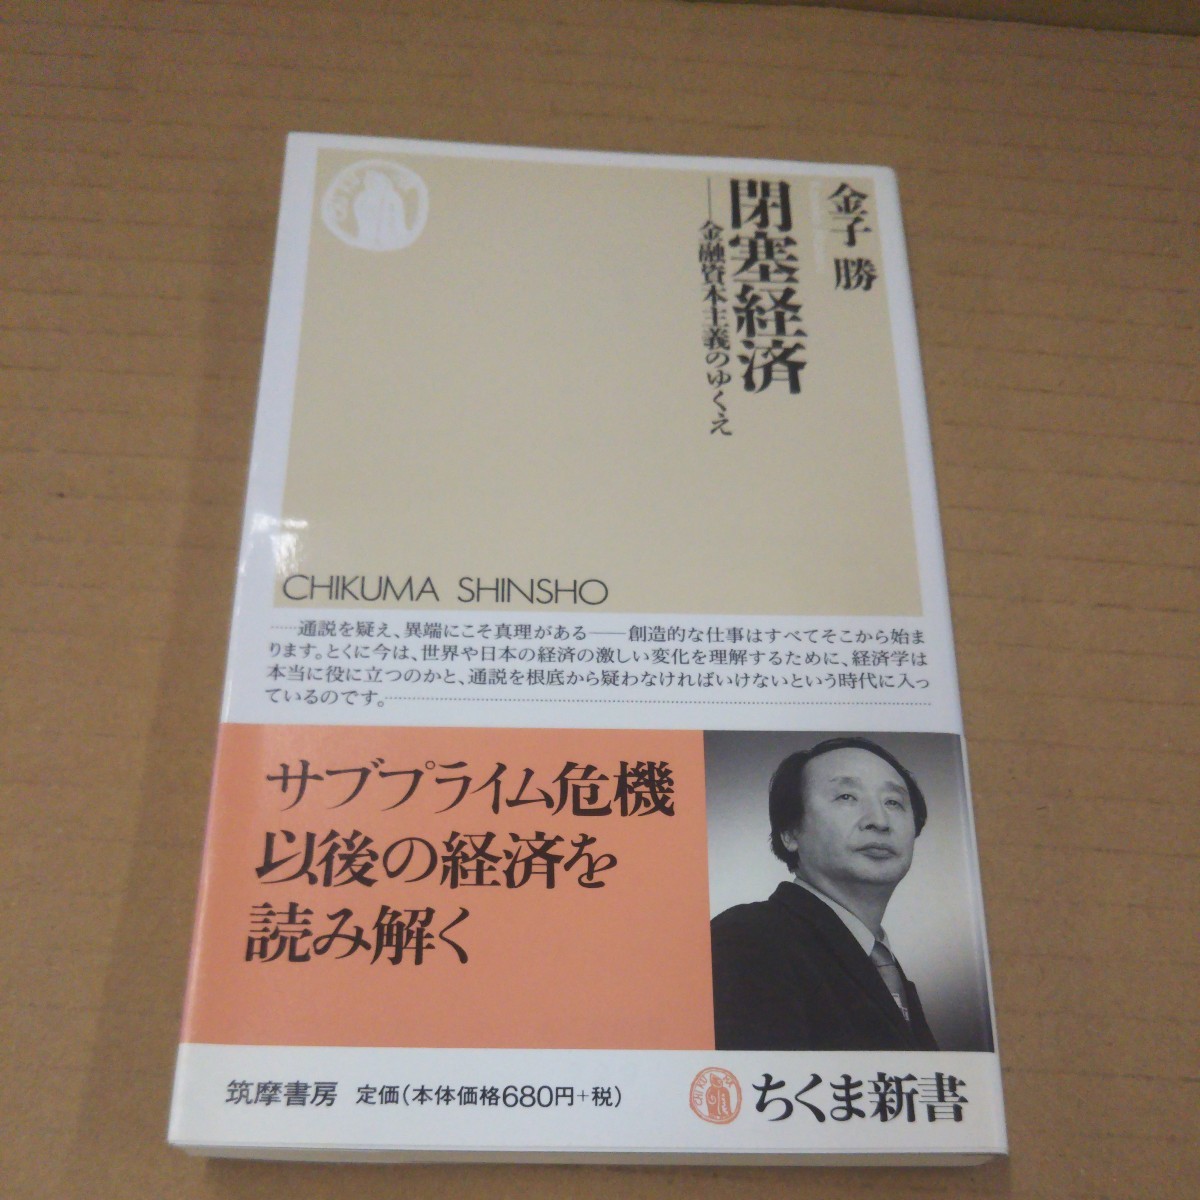 金子 勝
閉塞経済
──金融資本主義のゆくえ
CHIKUMA SHINSHO
……通説を疑え、異端にこそ真理がある──創造的な仕事はすべてそこから始ま
ります。とくに今は、世界や日本の経済の激しい変化を理解するために、経済学は
本当に役に立つのかと、通説を根底から疑わなければいけないという時代に入っ
ているのです。……
サブプライム危機
以後の経済を
読み解く
筑摩書房 定価(本体価格680円+税)
ちくま新書